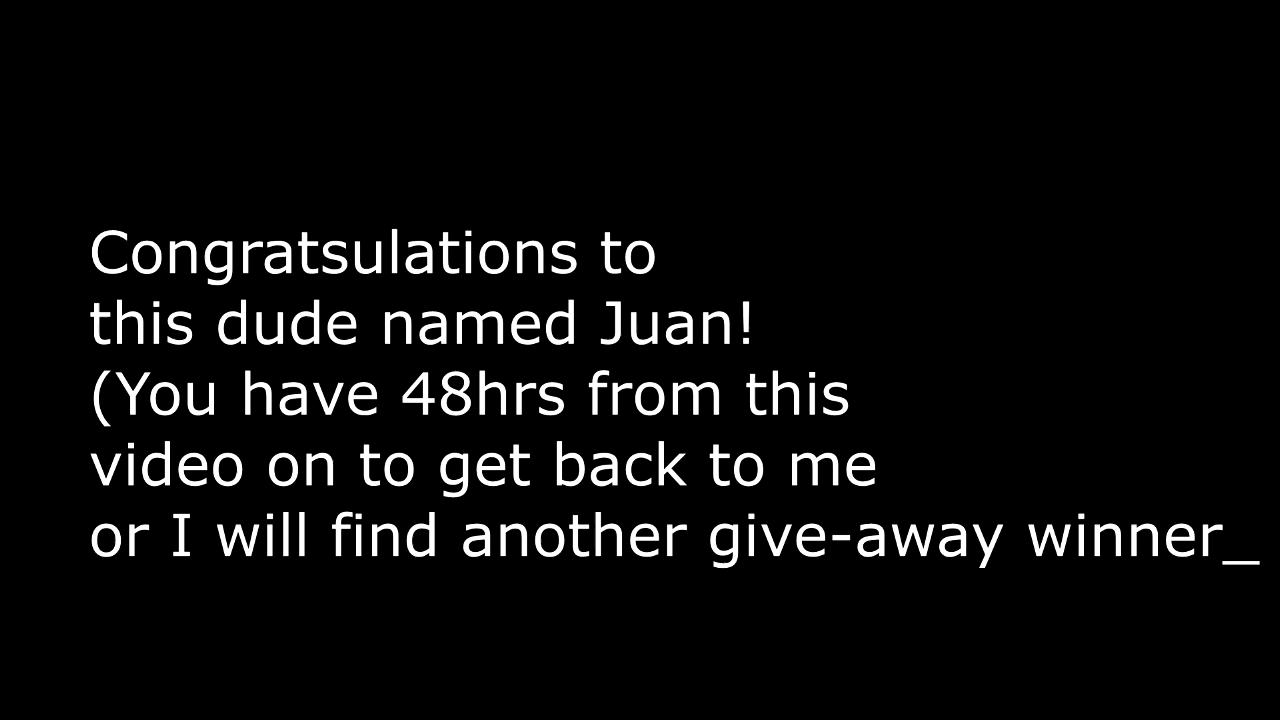 Congratsulations to
this dude named Juan!
(You have 48hrs from this
video on to get back to me
or I will find another give-away winner_